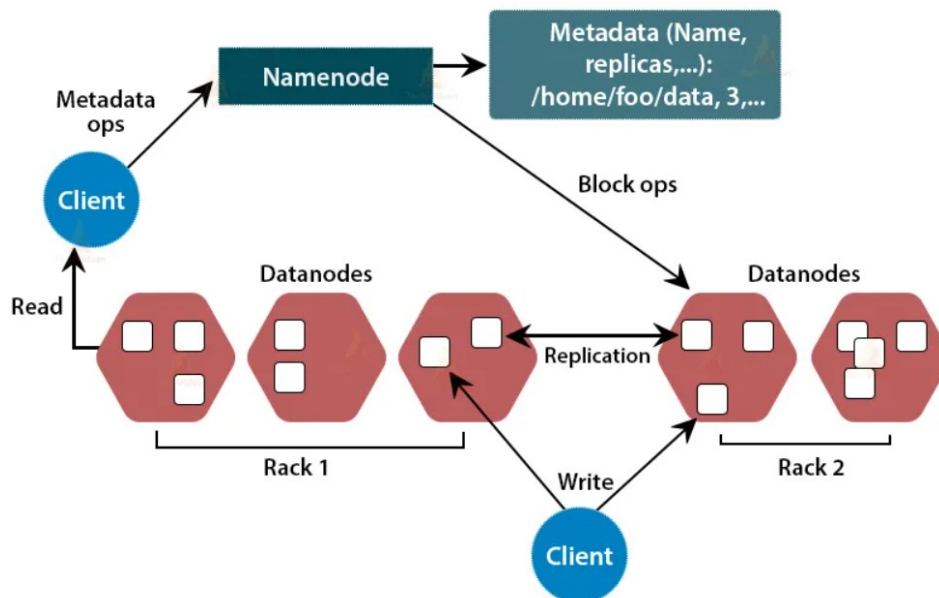 Metadata (Name,
replicas,...):
/home/foo/data, 3,...
Namenode
Metadata
ops
Client
Block ops
Datanodes
Datanodes
Read
Replication
Rack 1
Write
Rack 2
Client